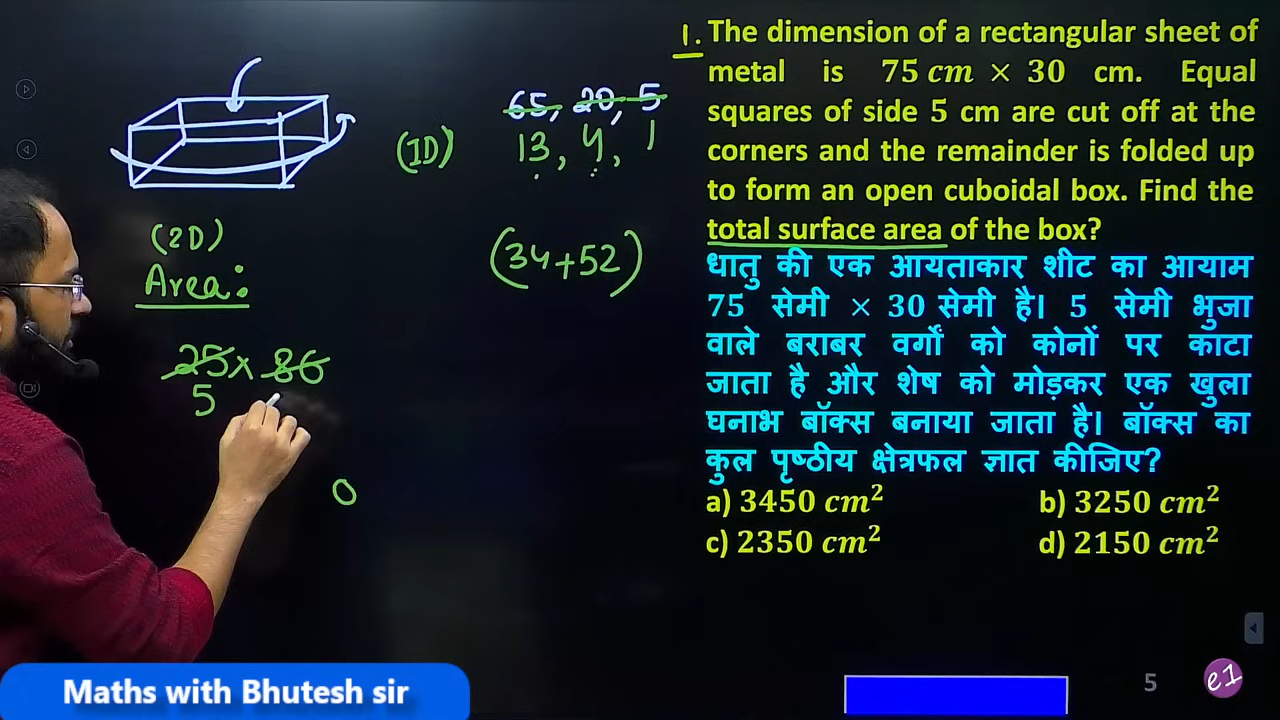 1. The dimension of a rectangular sheet of
metal is 75 cm × 30 cm. Equal
squares of side 5 cm are cut off at the
corners and the remainder is folded up
to form an open cuboidal box. Find the
total surface area of the box?
धातु की एक आयताकार शीट का आयाम
75 सेमी × 30 सेमी है। 5 सेमी भुजा
वाले बराबर वर्गों को कोनों पर काटा
जाता है और शेष को मोड़कर एक खुला
घनाभ बॉक्स बनाया जाता है। बॉक्स का
कुल पृष्ठीय क्षेत्रफल ज्ञात कीजिए?
a) 3450 cm² b) 3250 cm²
c) 2350 cm² d) 2150 cm²
65, 20, 5
(1D) 13, 4, 1
(2D)
Area:
(34+52)
25 × 86
5
0
Maths with Bhutesh sir
5
e1